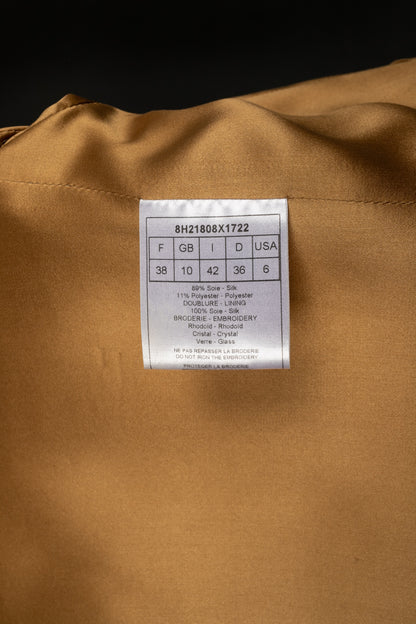 8H21808X1722
F GB I D USA
38 10 42 36 6
89% Soie - Silk
11% Polyester - Polyester
DOUBLURE - LINING
100% Soie - Silk
BRODERIE - EMBROIDERY
Rhodoid - Rhodoid
Cristal - Crystal
Verre - Glass
NE PAS REPASSER LA BRODERIE
DO NOT IRON THE EMBROIDERY
PROTEGER LA BRODERIE